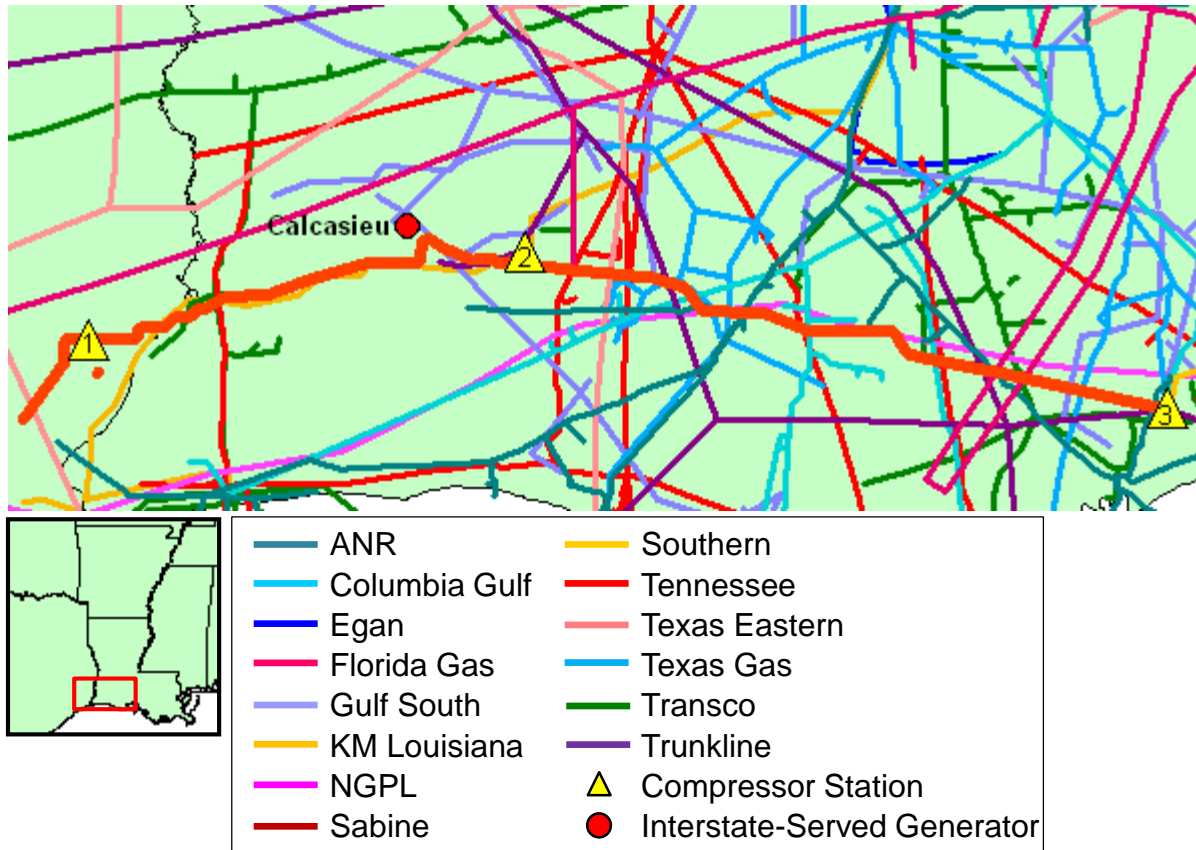 Calcasieu
2
1
3
ANR
Southern
Columbia Gulf
Tennessee
Egan
Texas Eastern
Florida Gas
Texas Gas
Gulf South
Transco
KM Louisiana
Trunkline
NGPL
Compressor Station
Sabine
Interstate-Served Generator